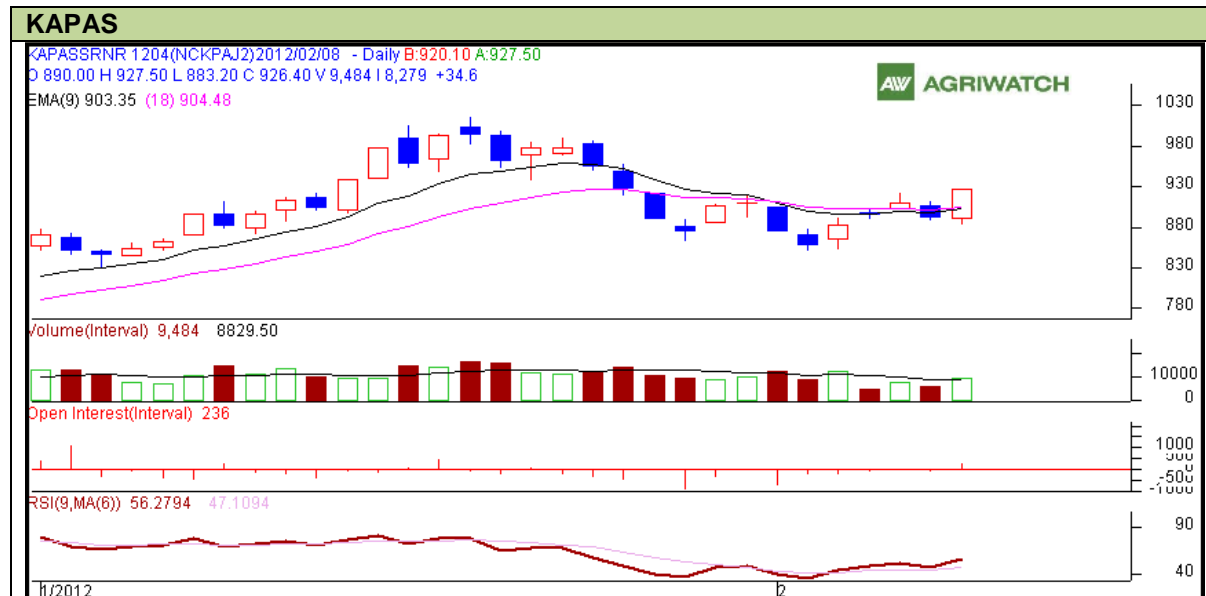 KAPAS
KAPASSRNR 1204(NCKPAJ2)2012/02/08 - Daily B:920.10 A:927.50
O 890.00 H 927.50 L 883.20 C 926.40 V 9,484 I 8,279 +34.6
EMA(9) 903.35 (18) 904.48
AW AGRIWATCH
1030
980
930
880
830
780
Volume(Interval) 9,484 8829.50
10000
0
Open Interest(Interval) 236
1000
500
0
-500
-1000
RSI(9,MA(6)) 56.2794 47.1094
90
40
1/2012
2